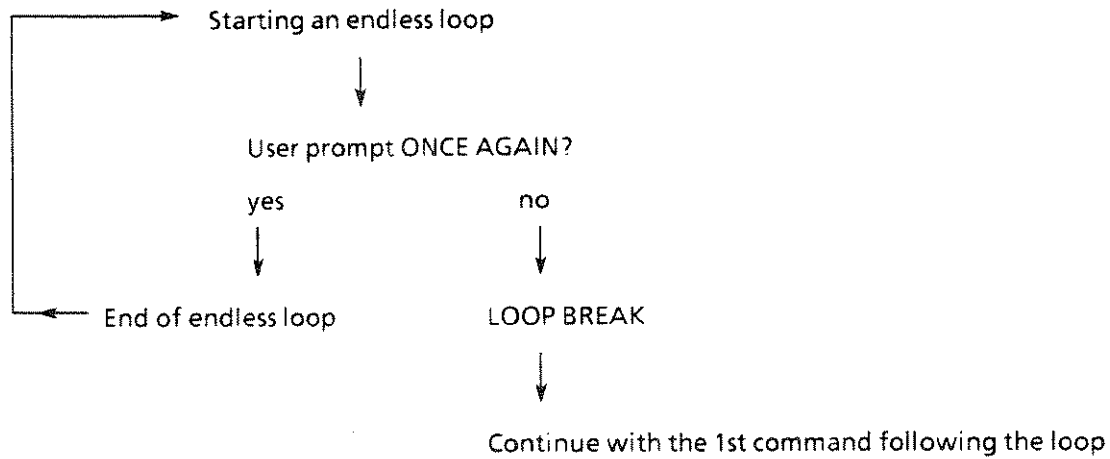 Starting an endless loop
User prompt ONCE AGAIN?
yes no
End of endless loop LOOP BREAK
Continue with the 1st command following the loop